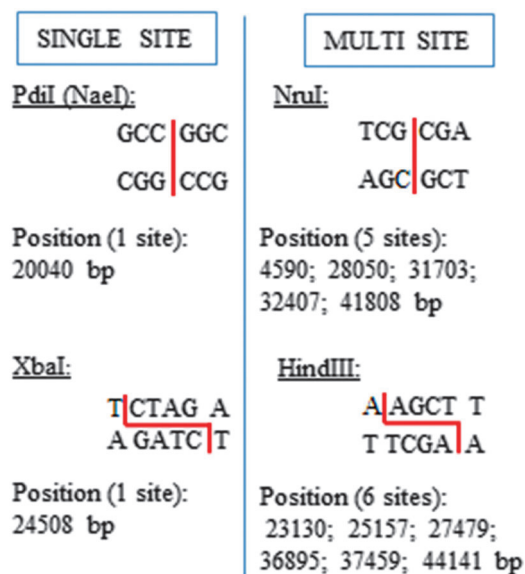 SINGLE SITE
PdiI (NaeI):
GCC GGC
CGG CCG
Position (1 site):
20040 bp
XbaI:
T CTAG A
A GATC T
Position (1 site):
24508 bp
MULTI SITE
NruI:
TCG CGA
AGC GCT
Position (5 sites):
4590; 28050; 31703;
32407; 41808 bp
HindIII:
A AGCT T
T TCGA A
Position (6 sites):
23130; 25157; 27479;
36895; 37459; 44141 bp